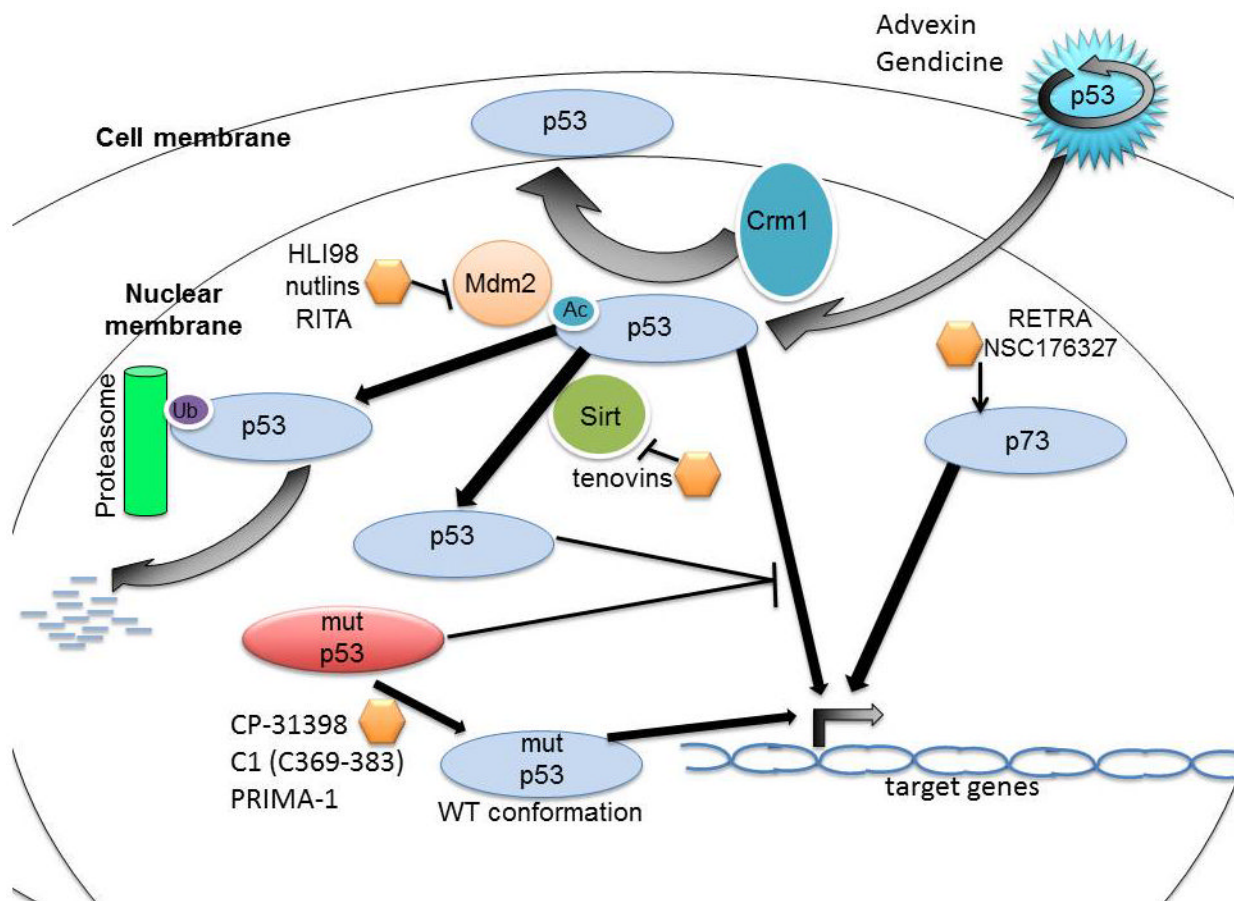 Advexin
Gendicine
p53
p53
Cell membrane
Crm1
HLI98
nutlins
RITA
Mdm2
Nuclear
membrane
Ac
p53
RETRA
NSC176327
Proteasome
Ub
p53
Sirt
p73
tenovins
p53
mut
p53
CP-31398
C1 (C369-383)
PRIMA-1
mut
p53
WT conformation
target genes